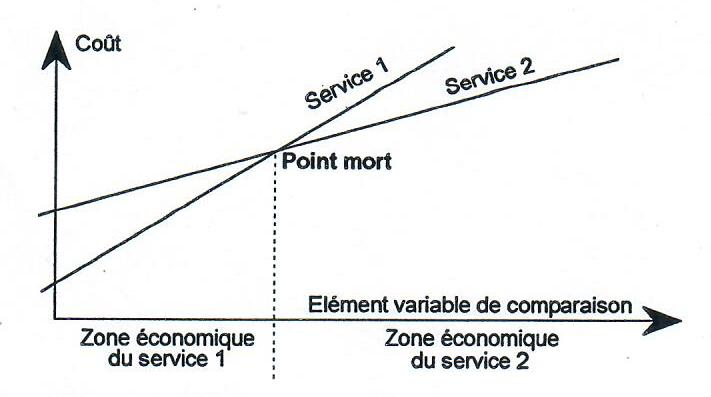 Coût
Service 1
Service 2
Point mort
Elément variable de comparaison
Zone économique
du service 1
Zone économique
du service 2